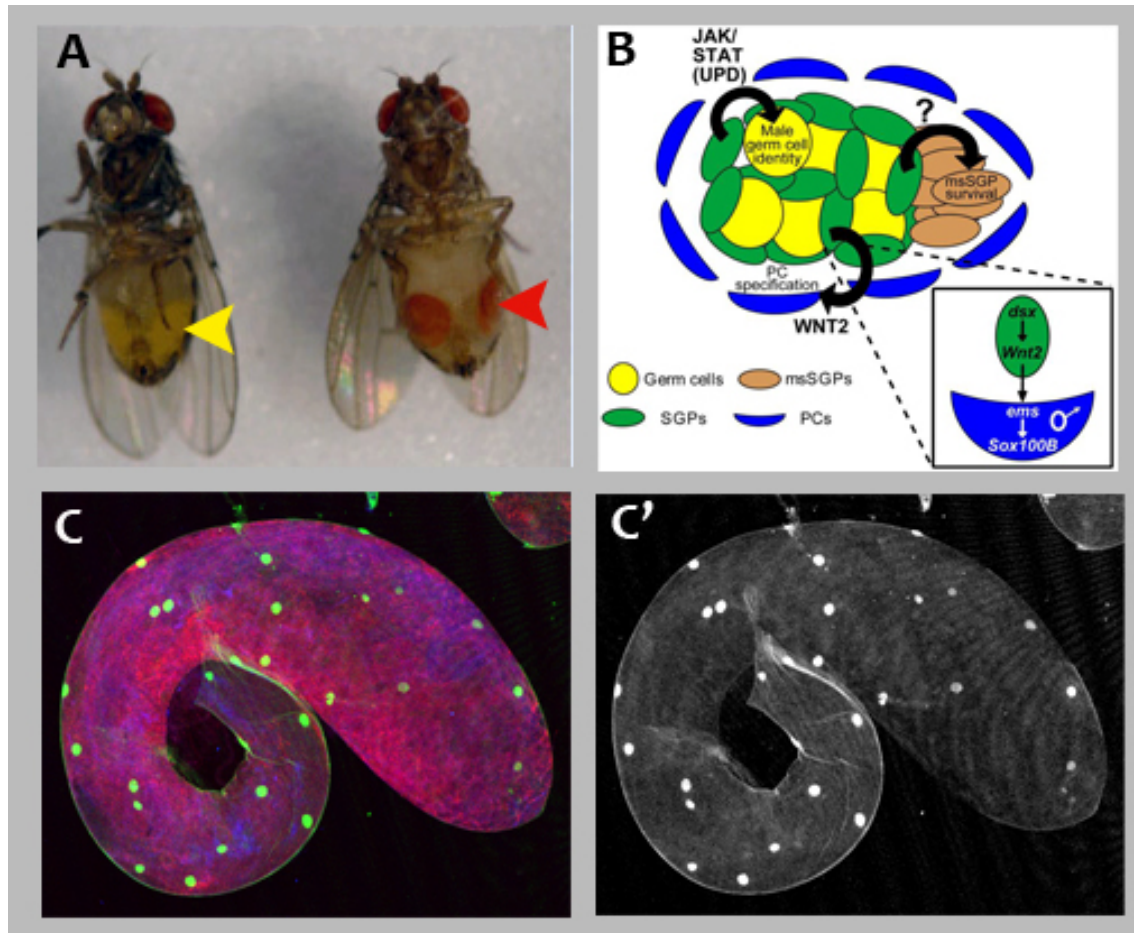 A
B
JAK/
STAT
(UPD)
?
Male
germ cell
identity
msSGP
survival
PC
specification
WNT2
dsx
Wnt2
ems
Sox100B
Germ cells
msSGPs
SGPs
PCs
C
C'